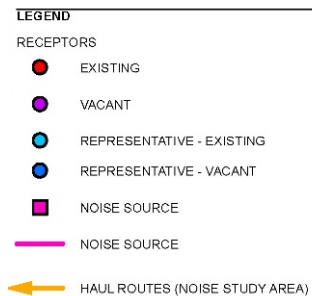 LEGEND
RECEPTORS
EXISTING
VACANT
REPRESENTATIVE - EXISTING
REPRESENTATIVE - VACANT
NOISE SOURCE
NOISE SOURCE
HAUL ROUTES (NOISE STUDY AREA)